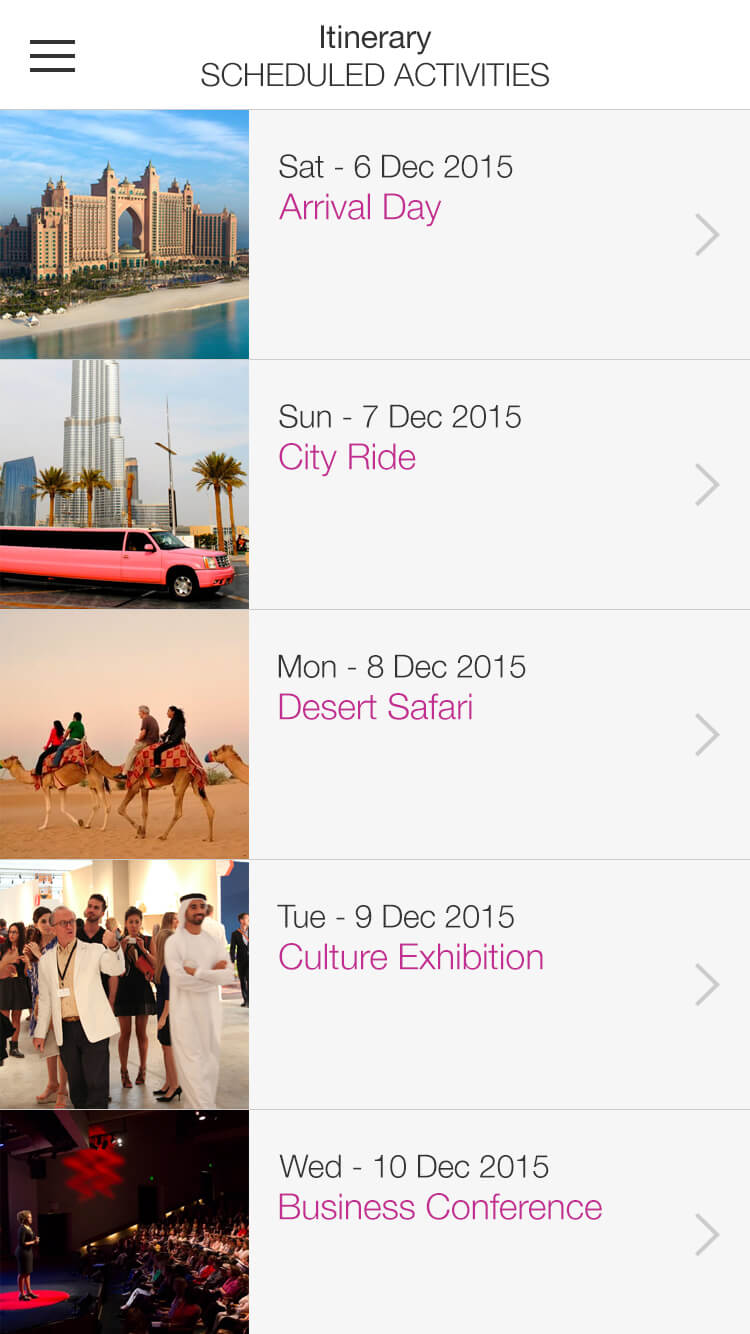 Itinerary
SCHEDULED ACTIVITIES
Sat - 6 Dec 2015
Arrival Day
Sun - 7 Dec 2015
City Ride
Mon - 8 Dec 2015
Desert Safari
Tue - 9 Dec 2015
Culture Exhibition
Wed - 10 Dec 2015
Business Conference